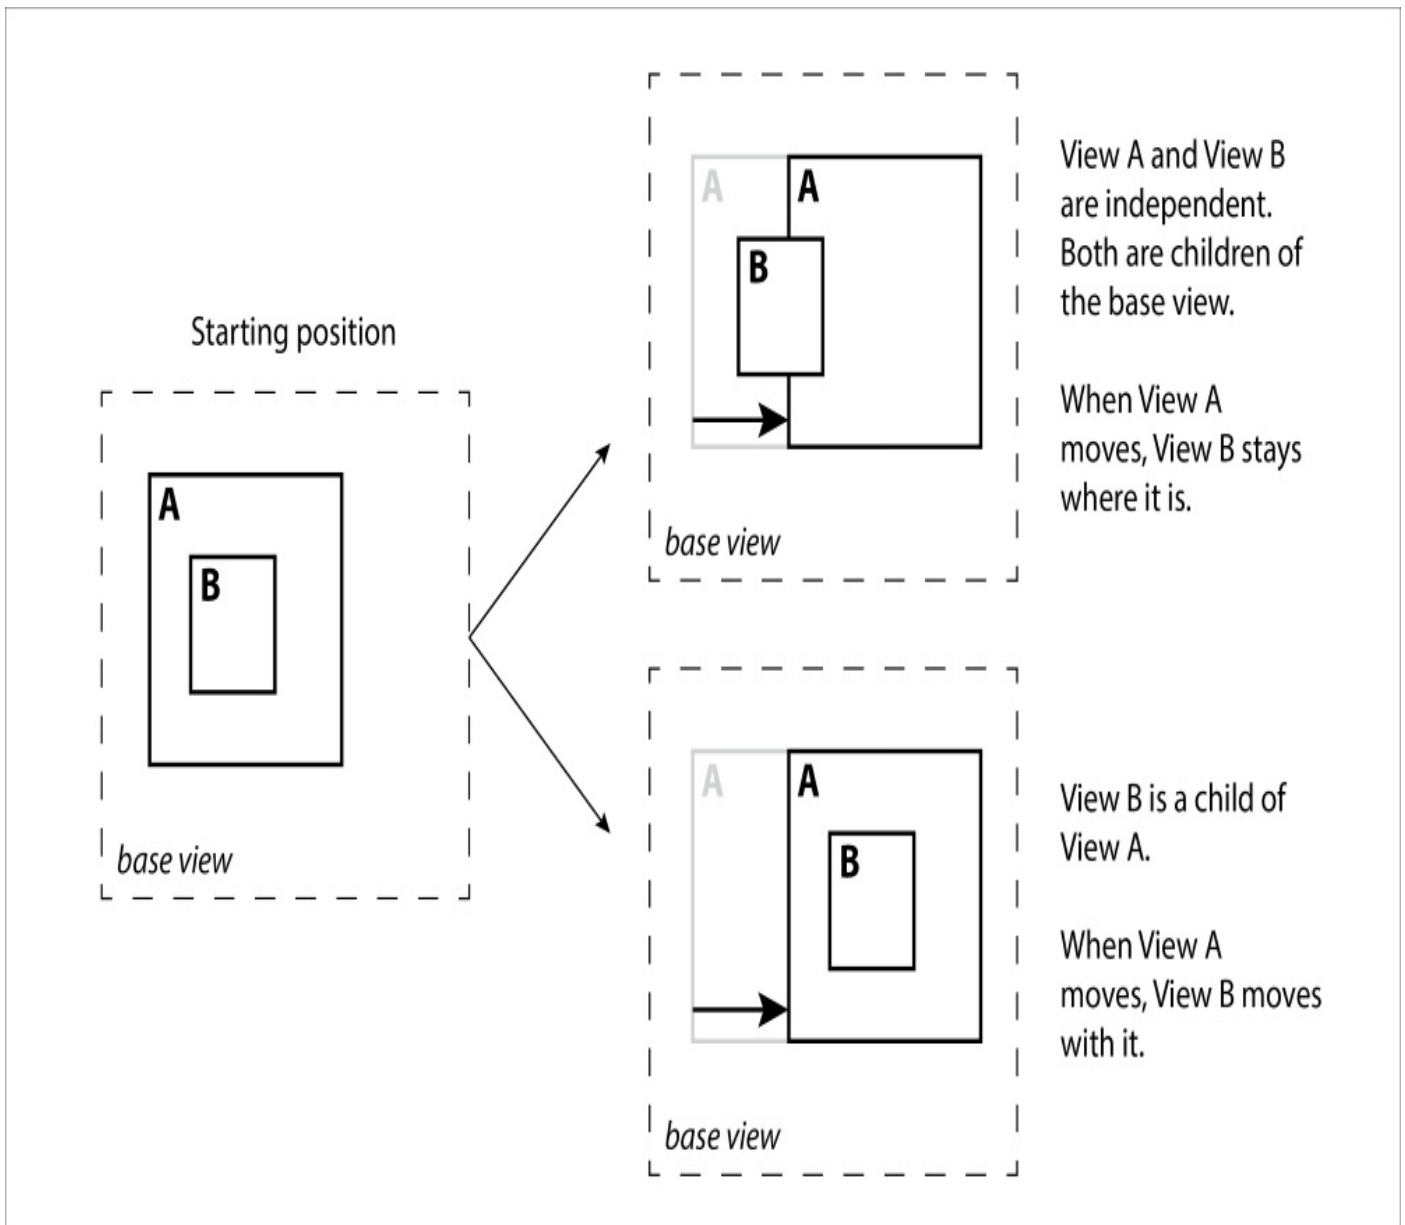 Starting position
A
B
base view
A
A
B
base view
View A and View B
are independent.
Both are children of
the base view.
When View A
moves, View B stays
where it is.
A
A
B
base view
View B is a child of
View A.
When View A
moves, View B moves
with it.